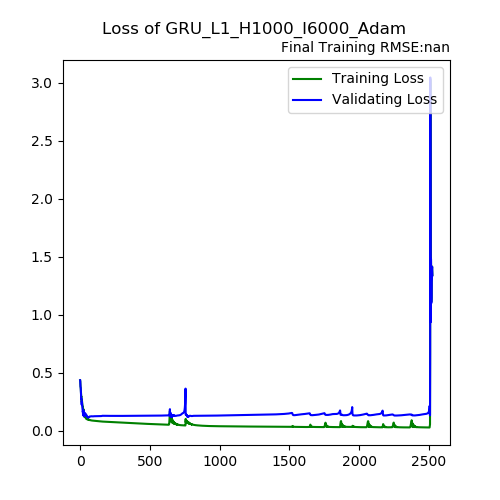 Loss of GRU_L1_H1000_I6000_Adam
Final Training RMSE:nan
Training Loss
Validating Loss
3.0
2.5
2.0
1.5
1.0
0.5
0.0
0 500 1000 1500 2000 2500